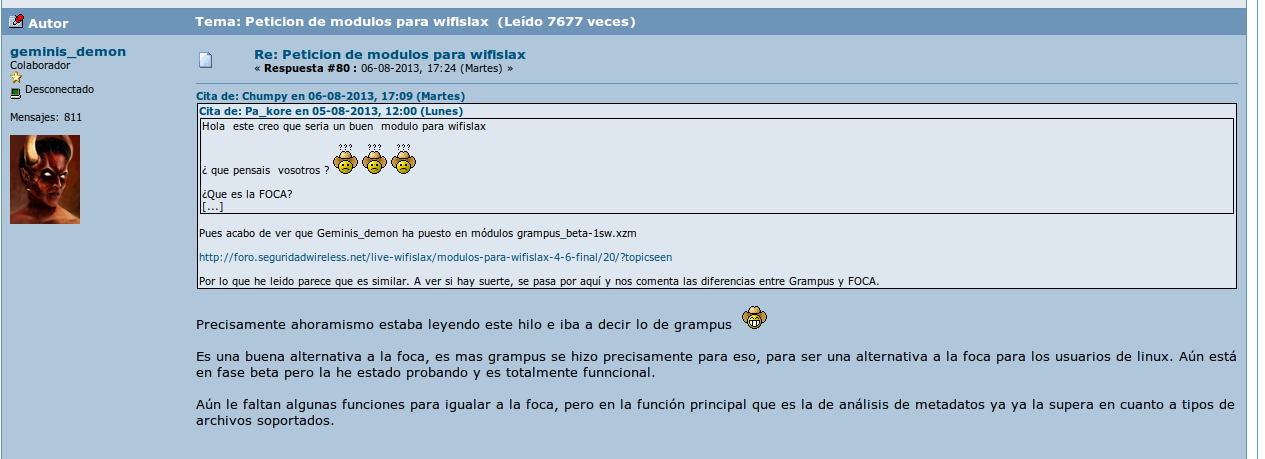 Autor
Tema: Peticion de modulos para wifislax (Leído 7677 veces)
geminis_demon
Colaborador
Desconectado
Mensajes: 811
Re: Peticion de modulos para wifislax
« Respuesta #80 : 06-08-2013, 17:24 (Martes) »
Cita de: Chumpy en 06-08-2013, 17:09 (Martes)
Cita de: Pa_kore en 05-08-2013, 12:00 (Lunes)
Hola este creo que seria un buen modulo para wifislax
¿ que pensais vosotros ?
¿Que es la FOCA?
[...]
Pues acabo de ver que Geminis_demon ha puesto en módulos grampus_beta-1sw.xzm
http://foro.seguridadwireless.net/live-wifislax/modulos-para-wifislax-4-6-final/20/?topicseen
Por lo que he leido parece que es similar. A ver si hay suerte, se pasa por aquí y nos comenta las diferencias entre Grampus y FOCA.
Precisamente ahoramismo estaba leyendo este hilo e iba a decir lo de grampus
Es una buena alternativa a la foca, es mas grampus se hizo precisamente para eso, para ser una alternativa a la foca para los usuarios de linux. Aún está
en fase beta pero la he estado probando y es totalmente funncional.
Aún le faltan algunas funciones para igualar a la foca, pero en la función principal que es la de análisis de metadatos ya ya la supera en cuanto a tipos de
archivos soportados.